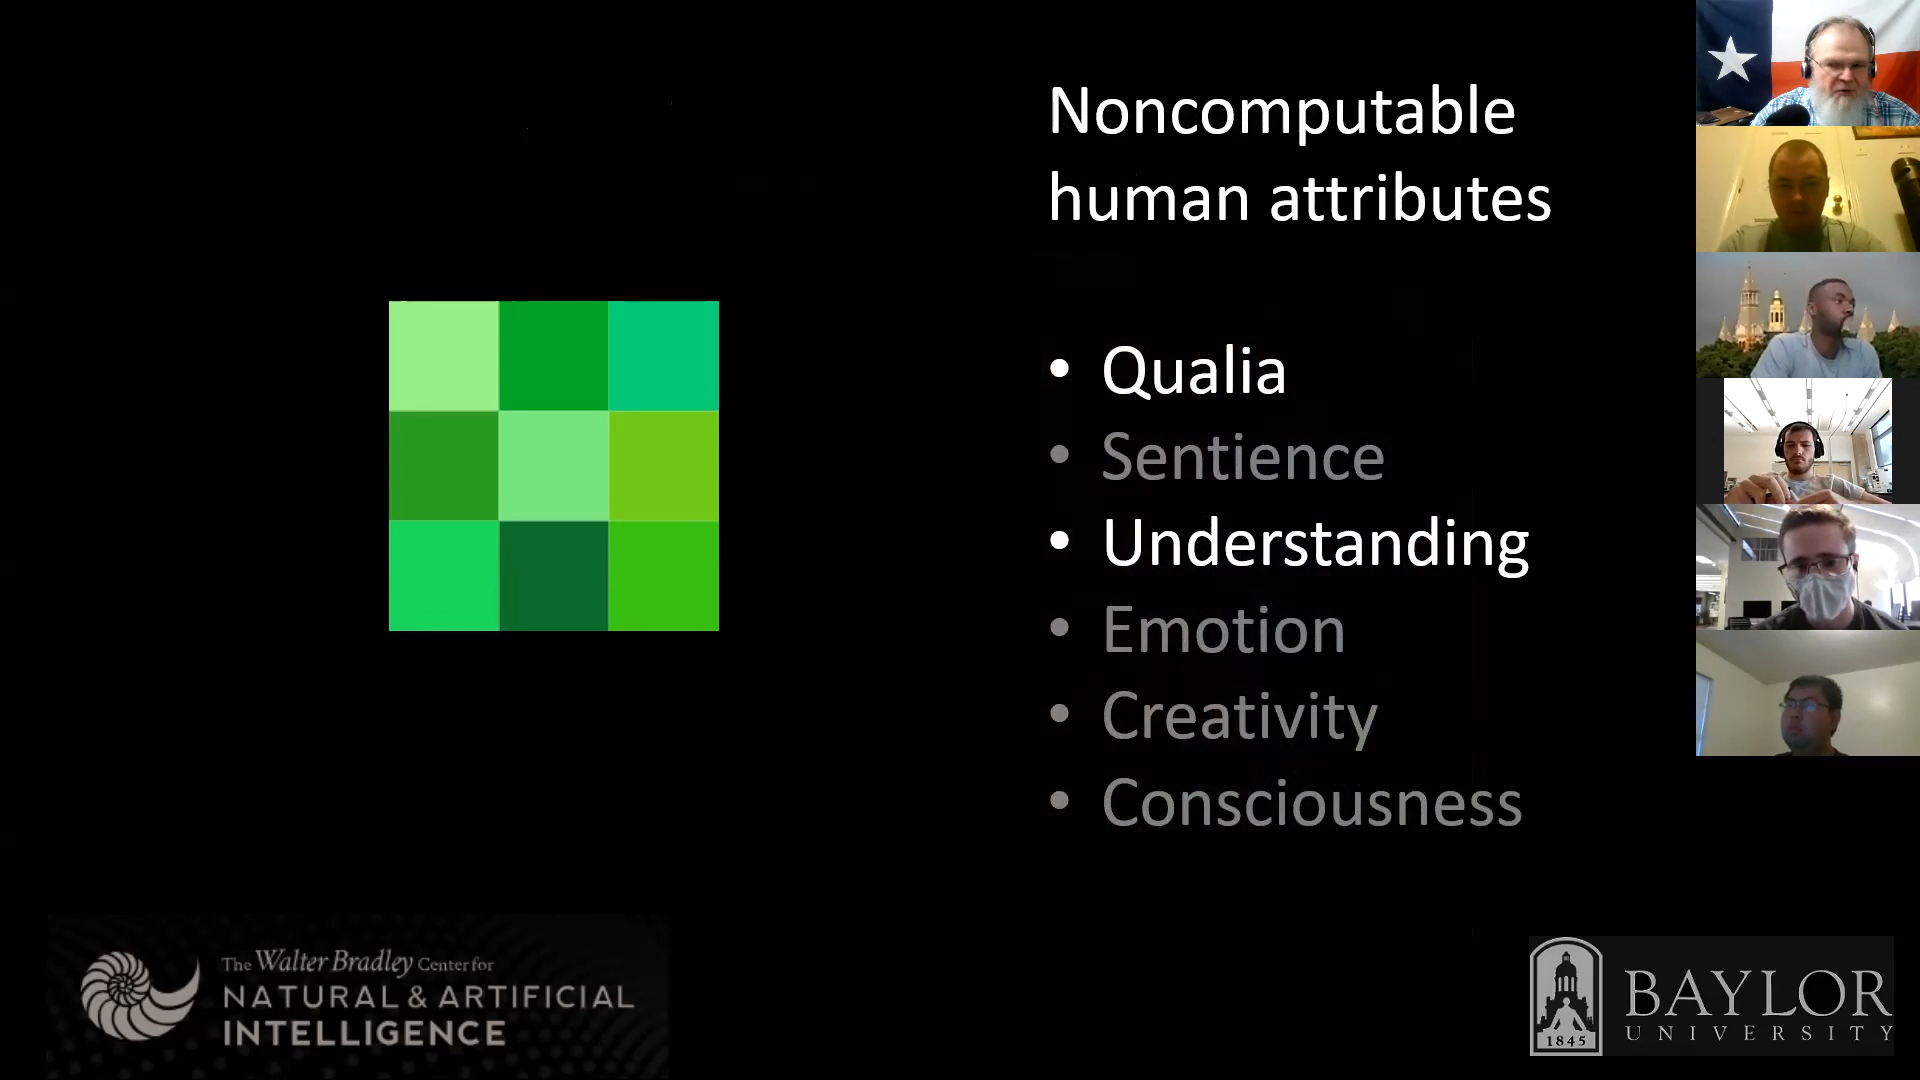 Noncomputable
human attributes
• Qualia
• Sentience
• Understanding
• Emotion
• Creativity
• Consciousness
The Walter Bradley Center for
NATURAL & ARTIFICIAL
INTELLIGENCE
1845
BAYLOR
UNIVERSITY